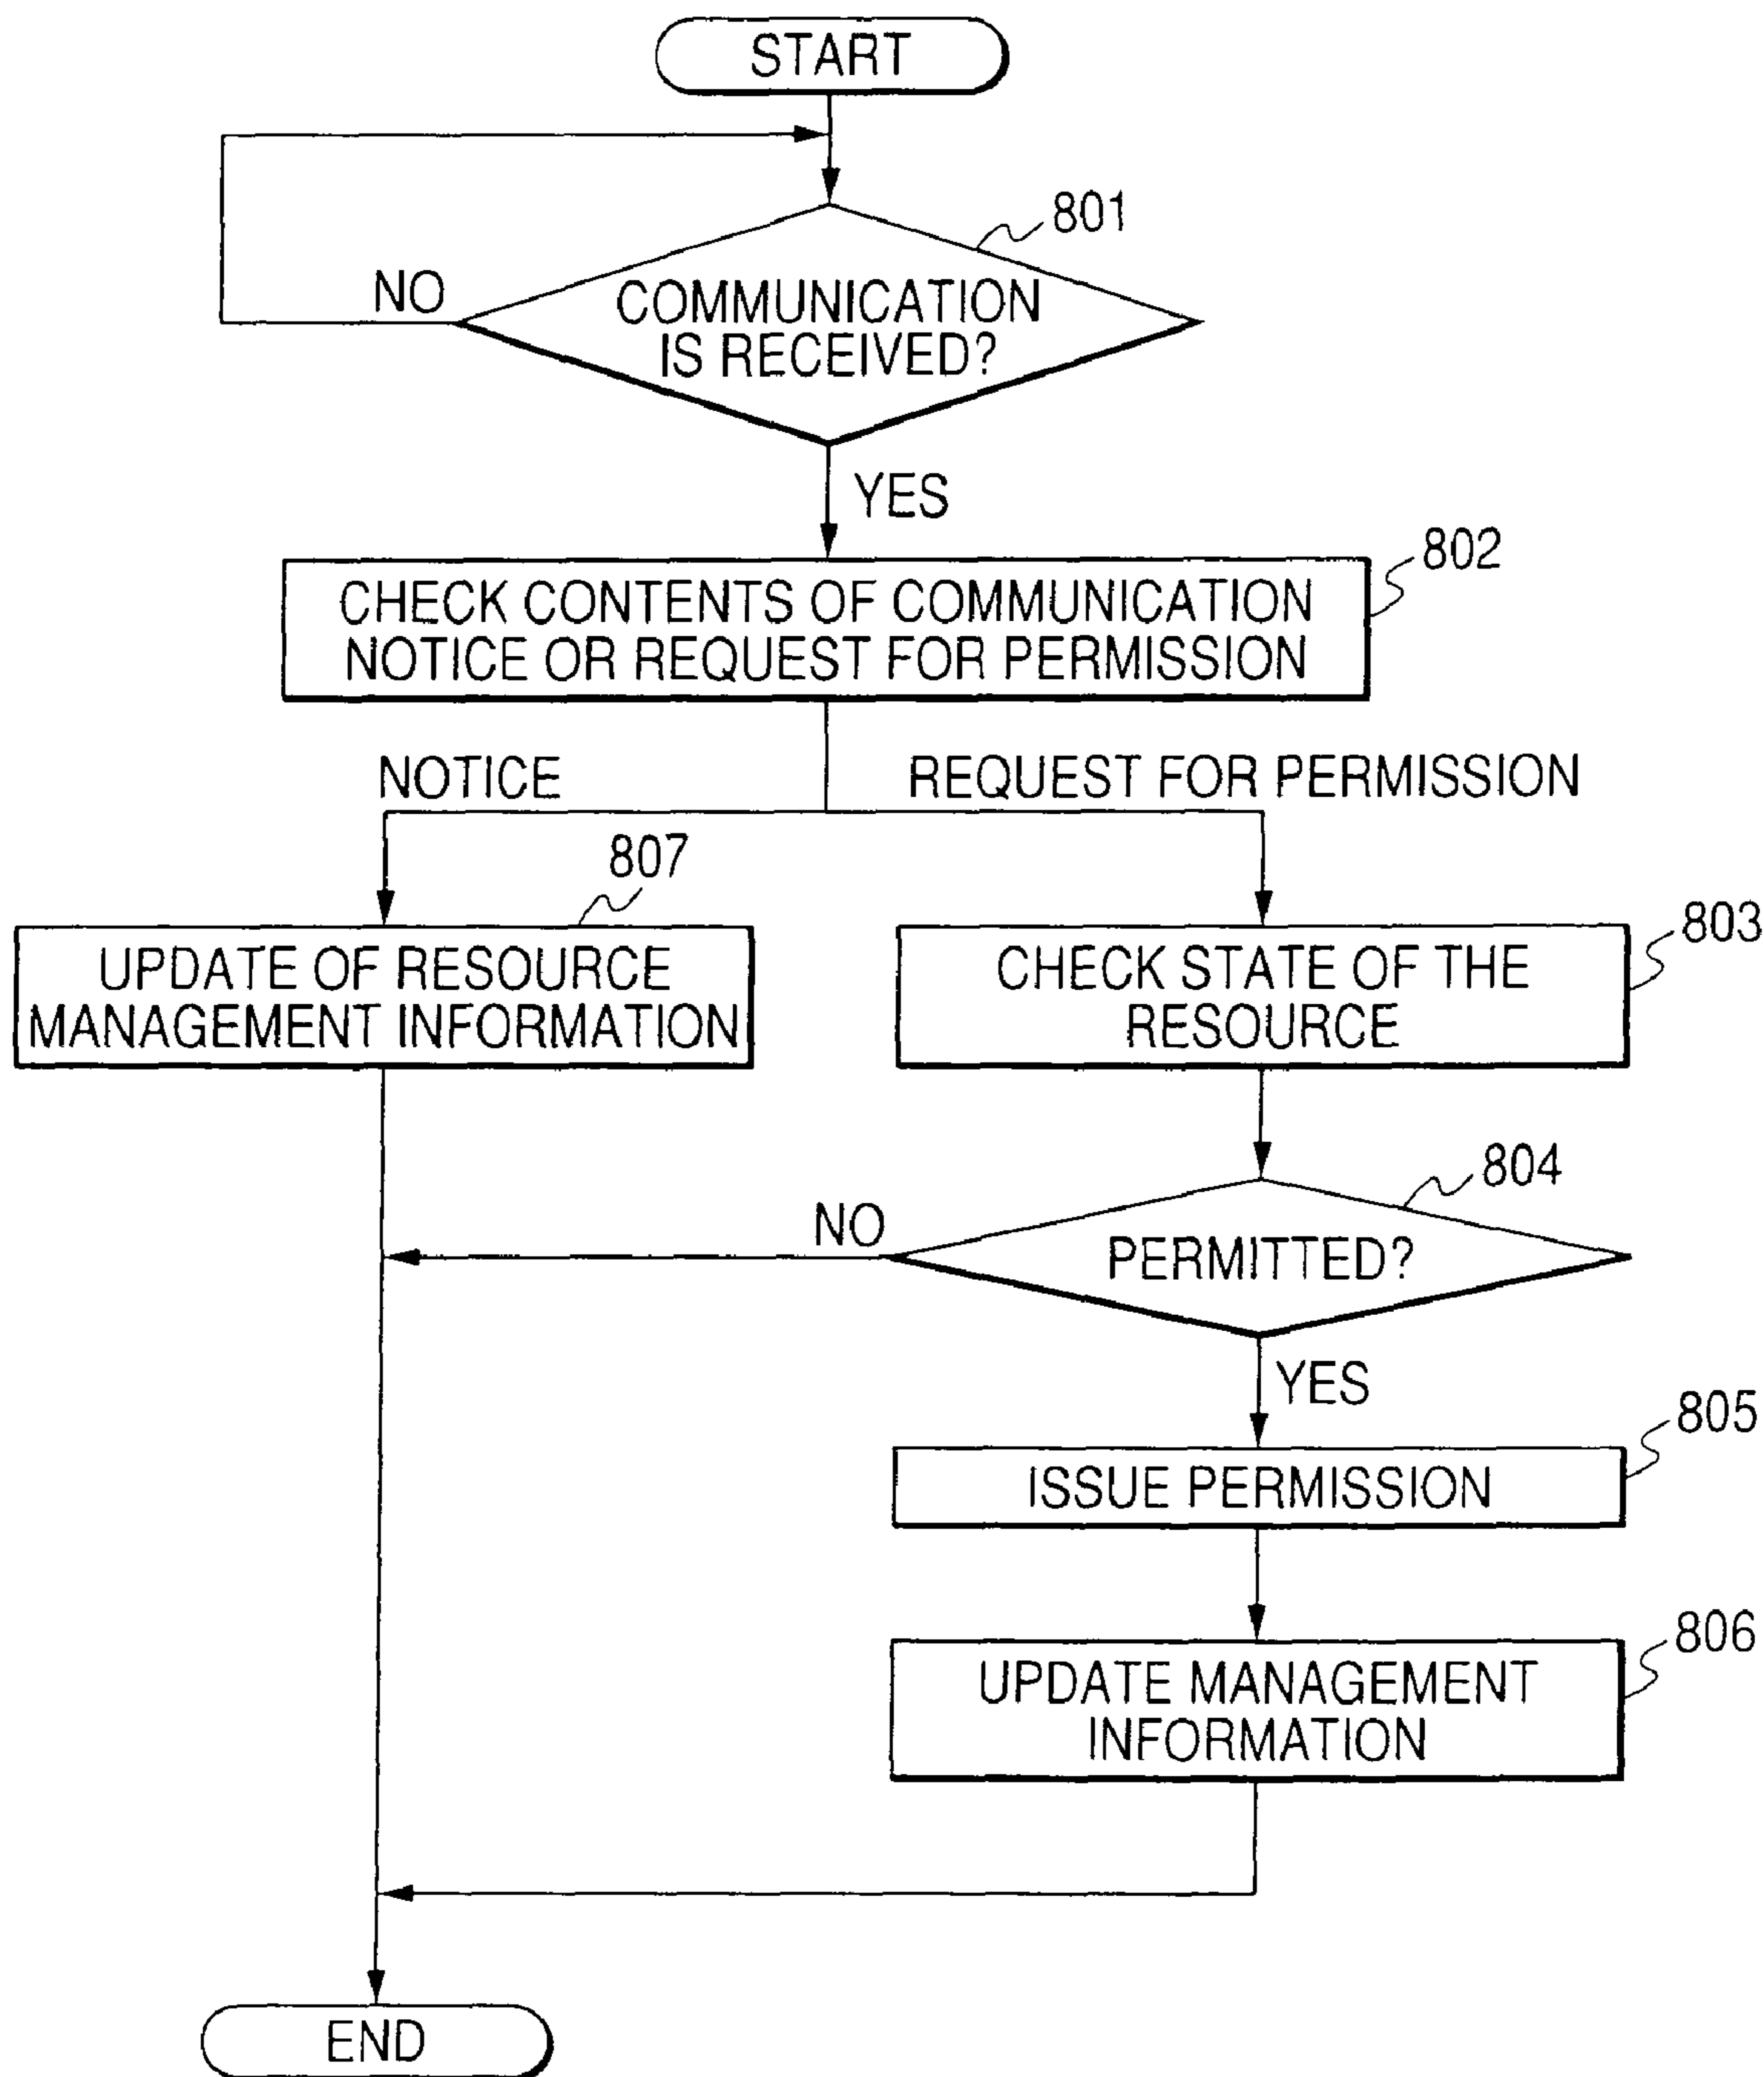 START
801
NO
COMMUNICATION
IS RECEIVED?
YES
802
CHECK CONTENTS OF COMMUNICATION
NOTICE OR REQUEST FOR PERMISSION
NOTICE
REQUEST FOR PERMISSION
807
803
UPDATE OF RESOURCE
MANAGEMENT INFORMATION
CHECK STATE OF THE
RESOURCE
804
NO
PERMITTED?
YES
805
ISSUE PERMISSION
806
UPDATE MANAGEMENT
INFORMATION
END